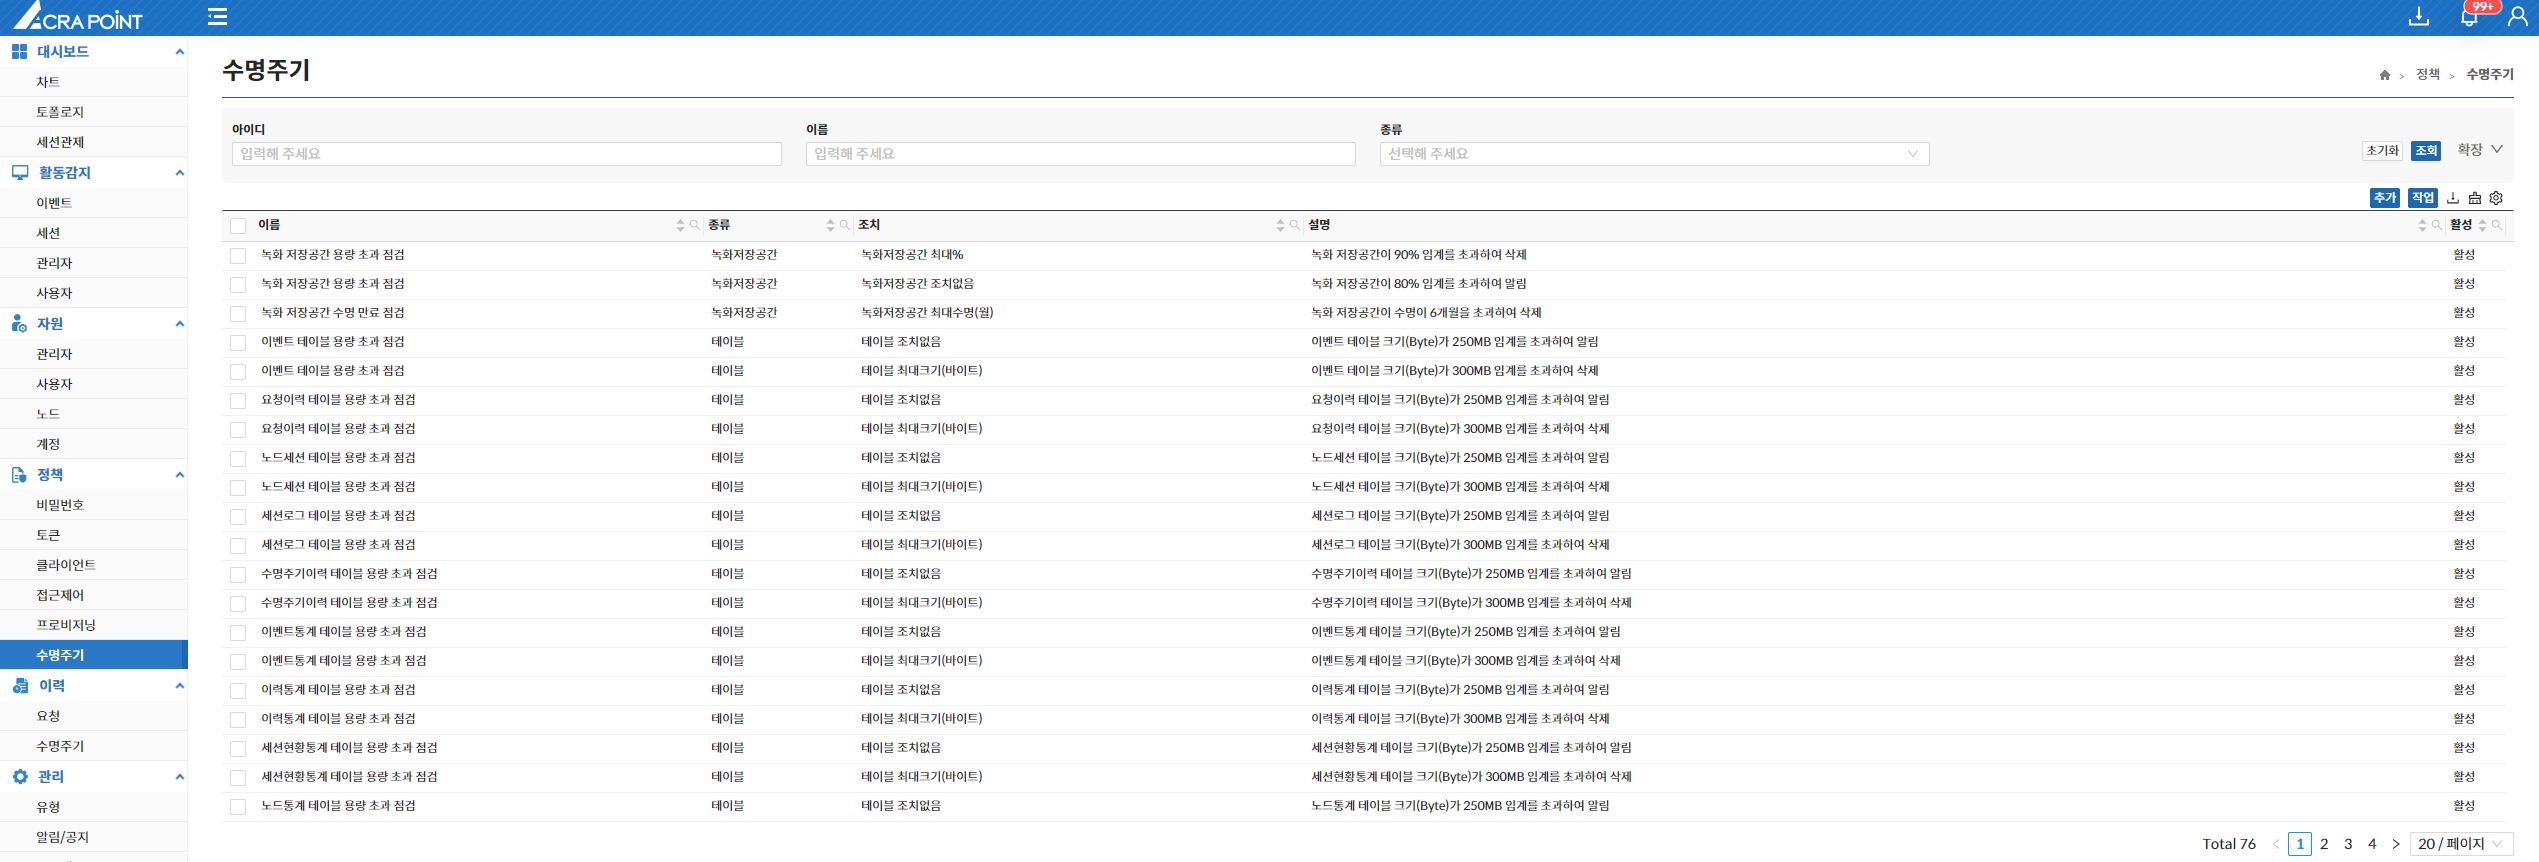 ACRA POINT
99+
대시보드
차트
토폴로지
세션관제
활동감지
이벤트
세션
관리자
사용자
자원
관리자
사용자
노드
계정
정책
비밀번호
토큰
클라이언트
접근제어
프로비저닝
수명주기
이력
요청
수명주기
관리
유형
알림/공지
수명주기
> 정책 > 수명주기
아이디 이름 종류
입력해 주세요 입력해 주세요 선택해 주세요 초기화 조회 확장
추가 작업
이름 종류 조치 설명 활성
녹화 저장공간 용량 초과 점검 녹화저장공간 녹화저장공간 최대% 녹화 저장공간이 90% 임계를 초과하여 삭제 활성
녹화 저장공간 용량 초과 점검 녹화저장공간 녹화저장공간 조치없음 녹화 저장공간이 80% 임계를 초과하여 알림 활성
녹화 저장공간 수명 만료 점검 녹화저장공간 녹화저장공간 최대수명(월) 녹화 저장공간이 수명이 6개월을 초과하여 삭제 활성
이벤트 테이블 용량 초과 점검 테이블 테이블 조치없음 이벤트 테이블 크기(Byte)가 250MB 임계를 초과하여 알림 활성
이벤트 테이블 용량 초과 점검 테이블 테이블 최대크기(바이트) 이벤트 테이블 크기(Byte)가 300MB 임계를 초과하여 삭제 활성
요청이력 테이블 용량 초과 점검 테이블 테이블 조치없음 요청이력 테이블 크기(Byte)가 250MB 임계를 초과하여 알림 활성
요청이력 테이블 용량 초과 점검 테이블 테이블 최대크기(바이트) 요청이력 테이블 크기(Byte)가 300MB 임계를 초과하여 삭제 활성
노드세션 테이블 용량 초과 점검 테이블 테이블 조치없음 노드세션 테이블 크기(Byte)가 250MB 임계를 초과하여 알림 활성
노드세션 테이블 용량 초과 점검 테이블 테이블 최대크기(바이트) 노드세션 테이블 크기(Byte)가 300MB 임계를 초과하여 삭제 활성
세션로그 테이블 용량 초과 점검 테이블 테이블 조치없음 세션로그 테이블 크기(Byte)가 250MB 임계를 초과하여 알림 활성
세션로그 테이블 용량 초과 점검 테이블 테이블 최대크기(바이트) 세션로그 테이블 크기(Byte)가 300MB 임계를 초과하여 삭제 활성
수명주기이력 테이블 용량 초과 점검 테이블 테이블 조치없음 수명주기이력 테이블 크기(Byte)가 250MB 임계를 초과하여 알림 활성
수명주기이력 테이블 용량 초과 점검 테이블 테이블 최대크기(바이트) 수명주기이력 테이블 크기(Byte)가 300MB 임계를 초과하여 삭제 활성
이벤트통계 테이블 용량 초과 점검 테이블 테이블 조치없음 이벤트통계 테이블 크기(Byte)가 250MB 임계를 초과하여 알림 활성
이벤트통계 테이블 용량 초과 점검 테이블 테이블 최대크기(바이트) 이벤트통계 테이블 크기(Byte)가 300MB 임계를 초과하여 삭제 활성
이력통계 테이블 용량 초과 점검 테이블 테이블 조치없음 이력통계 테이블 크기(Byte)가 250MB 임계를 초과하여 알림 활성
이력통계 테이블 용량 초과 점검 테이블 테이블 최대크기(바이트) 이력통계 테이블 크기(Byte)가 300MB 임계를 초과하여 삭제 활성
세션현황통계 테이블 용량 초과 점검 테이블 테이블 조치없음 세션현황통계 테이블 크기(Byte)가 250MB 임계를 초과하여 알림 활성
세션현황통계 테이블 용량 초과 점검 테이블 테이블 최대크기(바이트) 세션현황통계 테이블 크기(Byte)가 300MB 임계를 초과하여 삭제 활성
노드통계 테이블 용량 초과 점검 테이블 테이블 조치없음 노드통계 테이블 크기(Byte)가 250MB 임계를 초과하여 알림 활성
Total 76 < 1 2 3 4 > 20 / 페이지